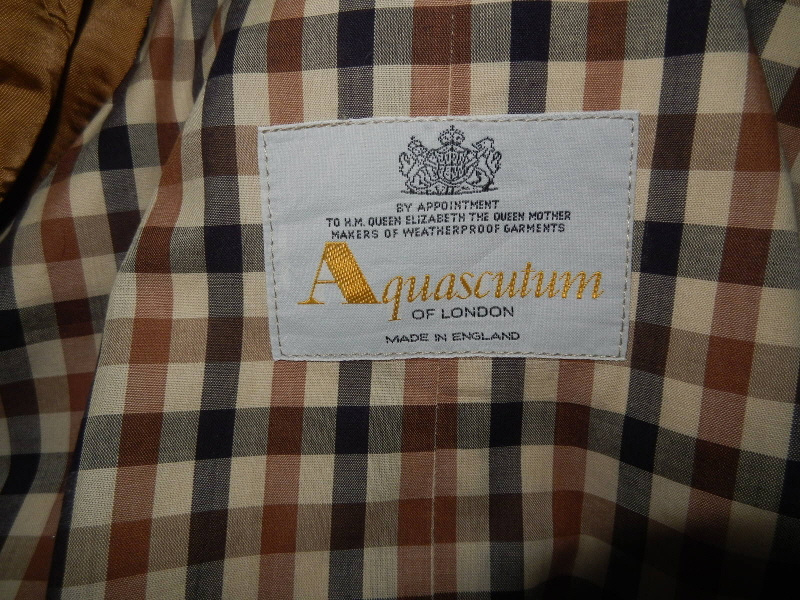 BY APPOINTMENT
TO H.M. QUEEN ELIZABETH THE QUEEN MOTHER
MAKERS OF WEATHERPROOF GARMENTS
Aquascutum
OF LONDON
MADE IN ENGLAND